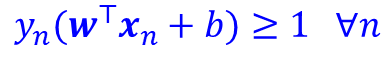 yₙ(𝒘ᵀ𝒙ₙ + b) ≥ 1 ∀n